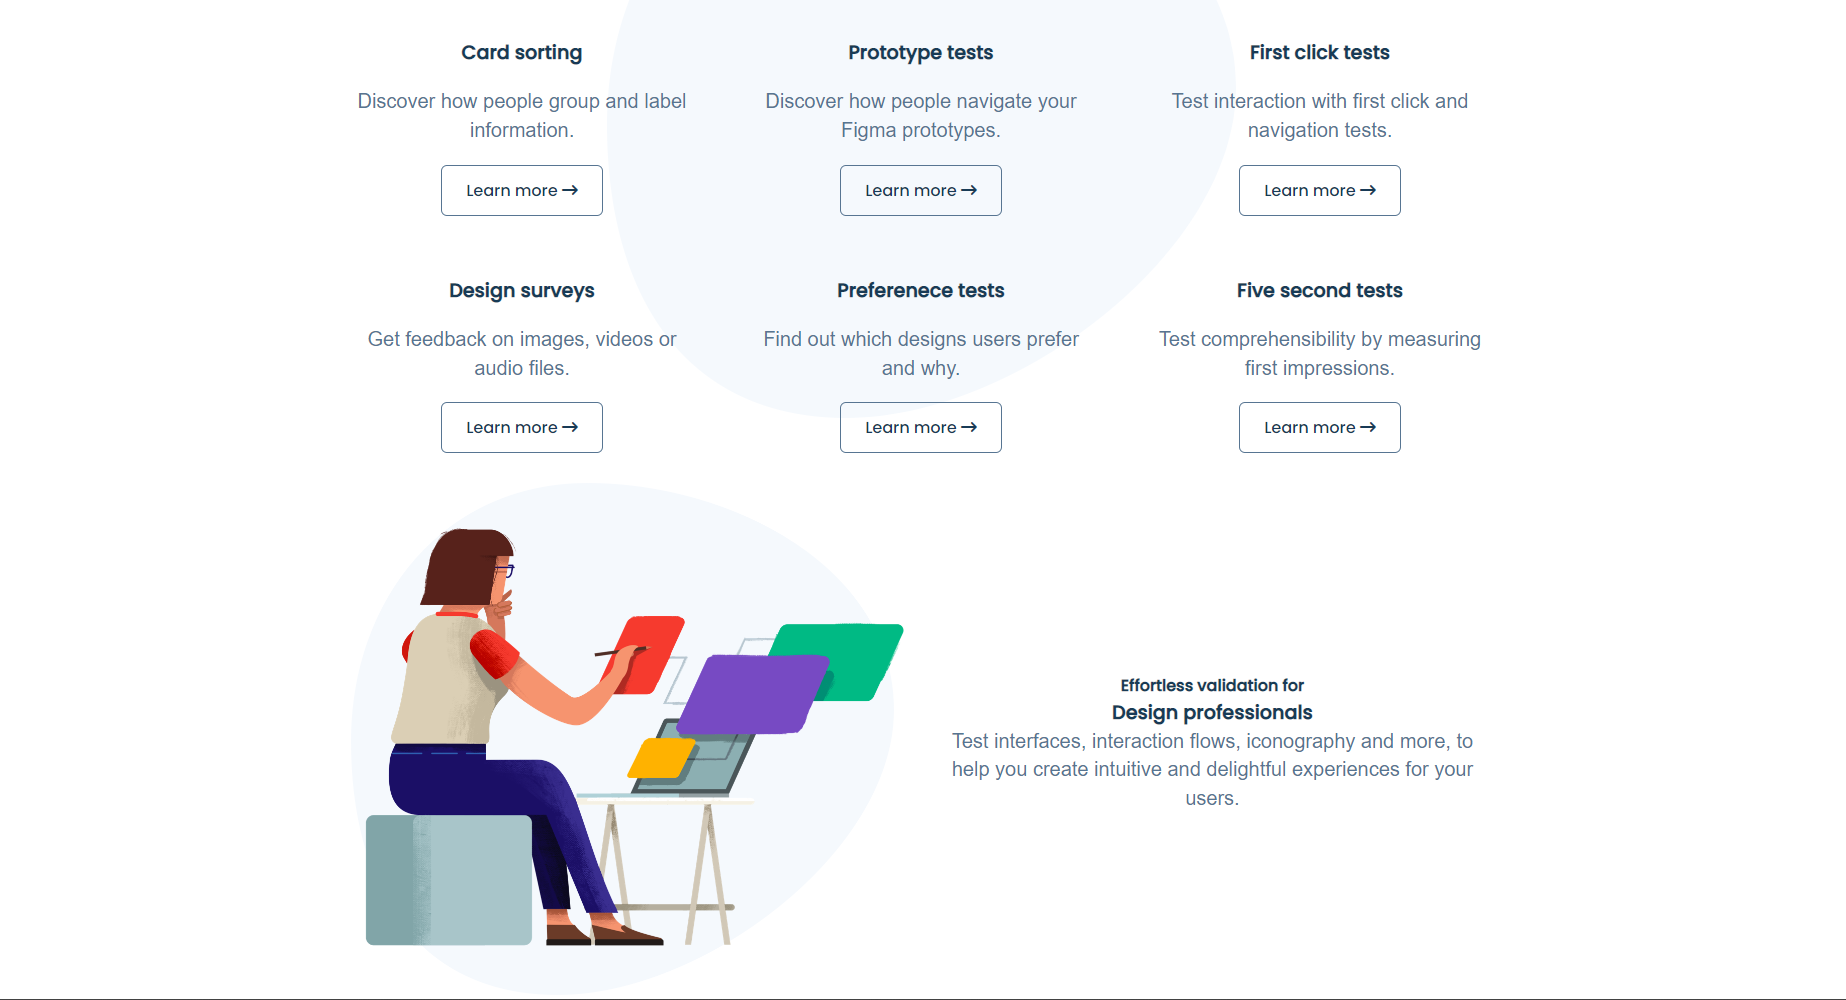 Card sorting
Discover how people group and label
information.
Learn more →
Prototype tests
Discover how people navigate your
Figma prototypes.
Learn more →
First click tests
Test interaction with first click and
navigation tests.
Learn more →
Design surveys
Get feedback on images, videos or
audio files.
Learn more →
Preferenece tests
Find out which designs users prefer
and why.
Learn more →
Five second tests
Test comprehensibility by measuring
first impressions.
Learn more →
Effortless validation for
Design professionals
Test interfaces, interaction flows, iconography and more, to
help you create intuitive and delightful experiences for your
users.